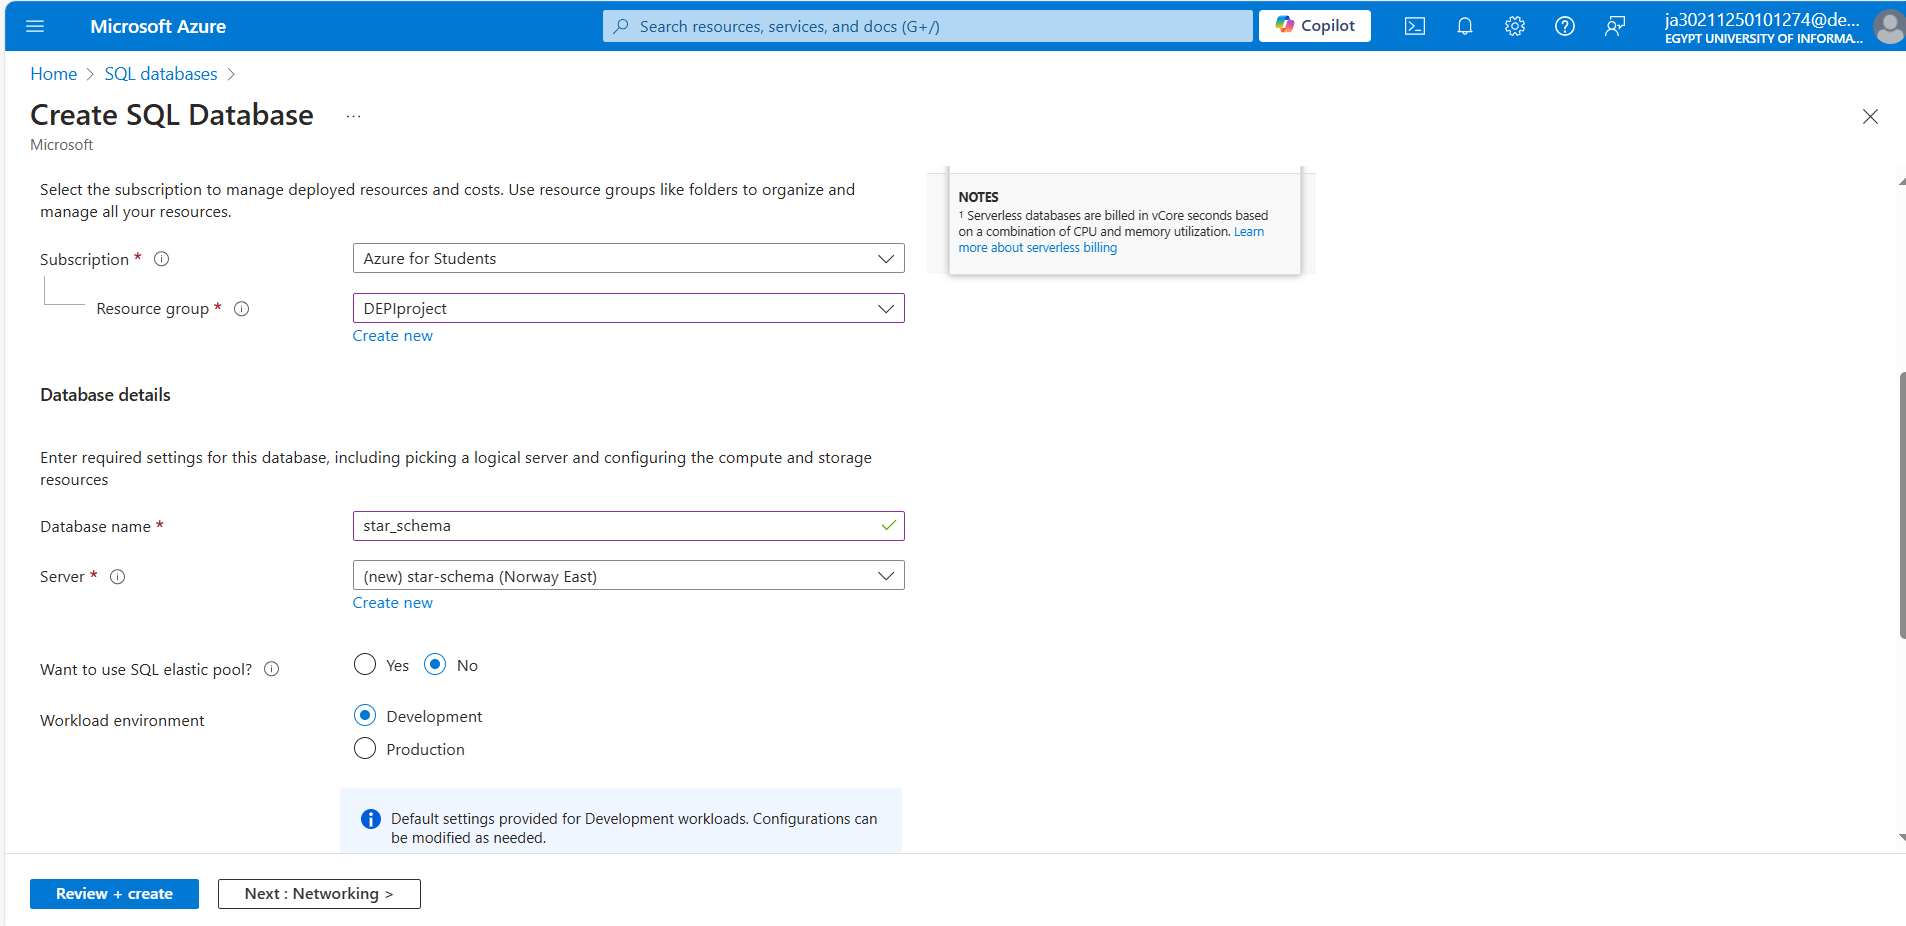 Microsoft Azure
Search resources, services, and docs (G+/)
Copilot
ja30211250101274@de...
EGYPT UNIVERSITY OF INFORMA...
Home > SQL databases >
Create SQL Database ...
Microsoft
Select the subscription to manage deployed resources and costs. Use resource groups like folders to organize and
manage all your resources.
Subscription *
Azure for Students
Resource group *
DEPIproject
Create new
Database details
Enter required settings for this database, including picking a logical server and configuring the compute and storage
resources
Database name *
star_schema
Server *
(new) star-schema (Norway East)
Create new
Want to use SQL elastic pool?
Yes
No
Workload environment
Development
Production
Default settings provided for Development workloads. Configurations can
be modified as needed.
NOTES
¹ Serverless databases are billed in vCore seconds based
on a combination of CPU and memory utilization. Learn
more about serverless billing
Review + create
Next : Networking >